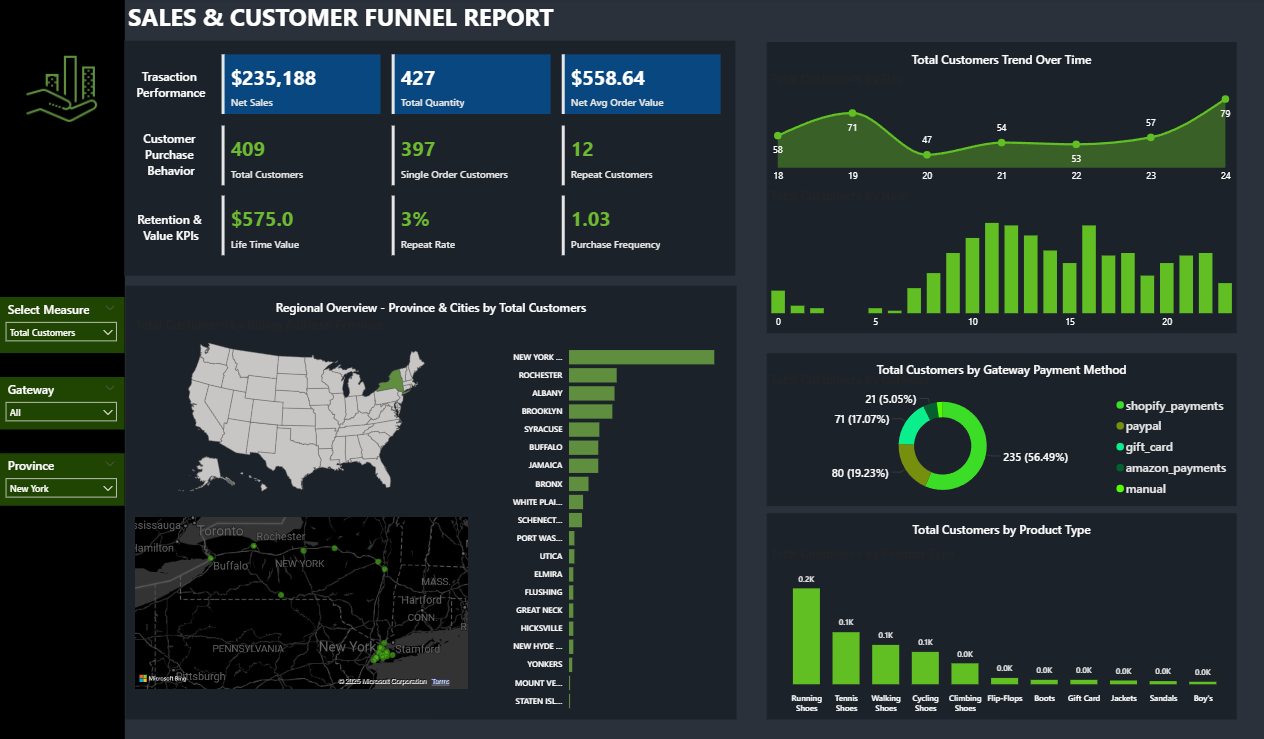 SALES & CUSTOMER FUNNEL REPORT
Trasaction
Performance
$235,188
Net Sales
427
Total Quantity
$558.64
Net Avg Order Value
Customer
Purchase
Behavior
409
Total Customers
397
Single Order Customers
12
Repeat Customers
Retention &
Value KPIs
$575.0
Life Time Value
3%
Repeat Rate
1.03
Purchase Frequency
Select Measure
Total Customers
Gateway
All
Province
New York
Regional Overview - Province & Cities by Total Customers
NEW YORK ...
ROCHESTER
ALBANY
BROOKLYN
SYRACUSE
BUFFALO
JAMAICA
BRONX
WHITE PLAI...
SCHENECT...
PORT WAS...
UTICA
ELMIRA
FLUSHING
GREAT NECK
HICKSVILLE
NEW HYDE ...
YONKERS
MOUNT VE...
STATEN ISL...
ssissauga
Toronto
Hamilton
Rochester
Buffalo
NEW YORK
MASS.
Hartford
CONN.
PENNSYLVANIA
New York
Stamford
Pittsburgh
Microsoft Bing
© 2025 Microsoft Corporation Terms
Total Customers Trend Over Time
58
71
47
54
53
57
79
18 19 20 21 22 23 24
0 5 10 15 20
Total Customers by Gateway Payment Method
21 (5.05%)
71 (17.07%)
80 (19.23%)
235 (56.49%)
shopify_payments
paypal
gift_card
amazon_payments
manual
Total Customers by Product Type
0.2K
0.1K
0.1K
0.1K
0.0K
0.0K
0.0K
0.0K
0.0K
0.0K
0.0K
Running
Shoes
Tennis
Shoes
Walking
Shoes
Cycling
Shoes
Climbing
Shoes
Flip-Flops
Boots
Gift Card
Jackets
Sandals
Boy's